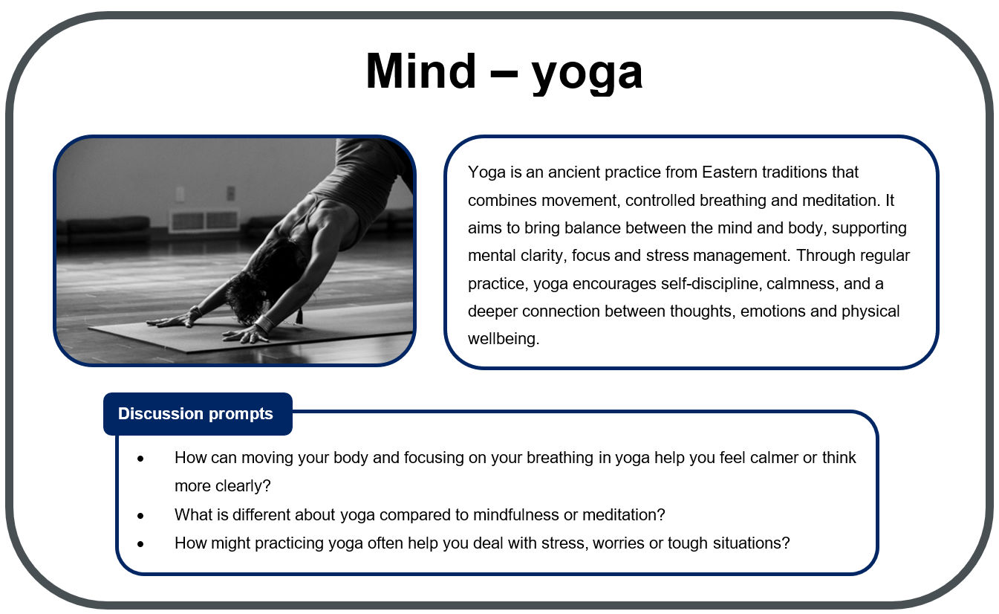 Mind – yoga
Yoga is an ancient practice from Eastern traditions that
combines movement, controlled breathing and meditation. It
aims to bring balance between the mind and body, supporting
mental clarity, focus and stress management. Through regular
practice, yoga encourages self-discipline, calmness, and a
deeper connection between thoughts, emotions and physical
wellbeing.
Discussion prompts
• How can moving your body and focusing on your breathing in yoga help you feel calmer or think
more clearly?
• What is different about yoga compared to mindfulness or meditation?
• How might practicing yoga often help you deal with stress, worries or tough situations?